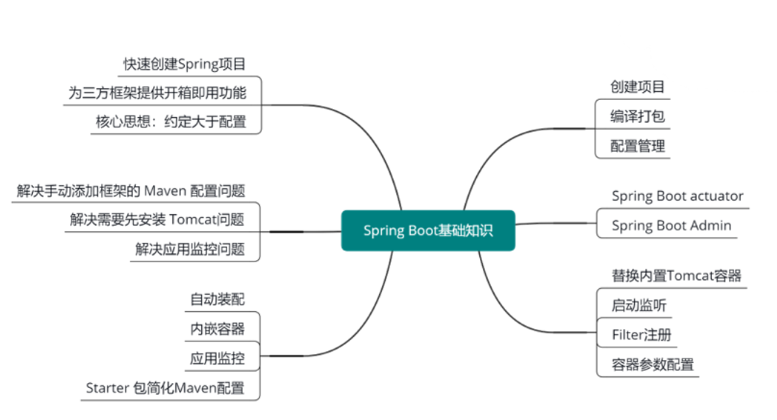 快速创建Spring项目
为三方框架提供开箱即用功能
核心思想：约定大于配置
解决手动添加框架的 Maven 配置问题
解决需要先安装 Tomcat问题
解决应用监控问题
自动装配
内嵌容器
应用监控
Starter 包简化Maven配置
Spring Boot基础知识
创建项目
编译打包
配置管理
Spring Boot actuator
Spring Boot Admin
替换内置Tomcat容器
启动监听
Filter注册
容器参数配置